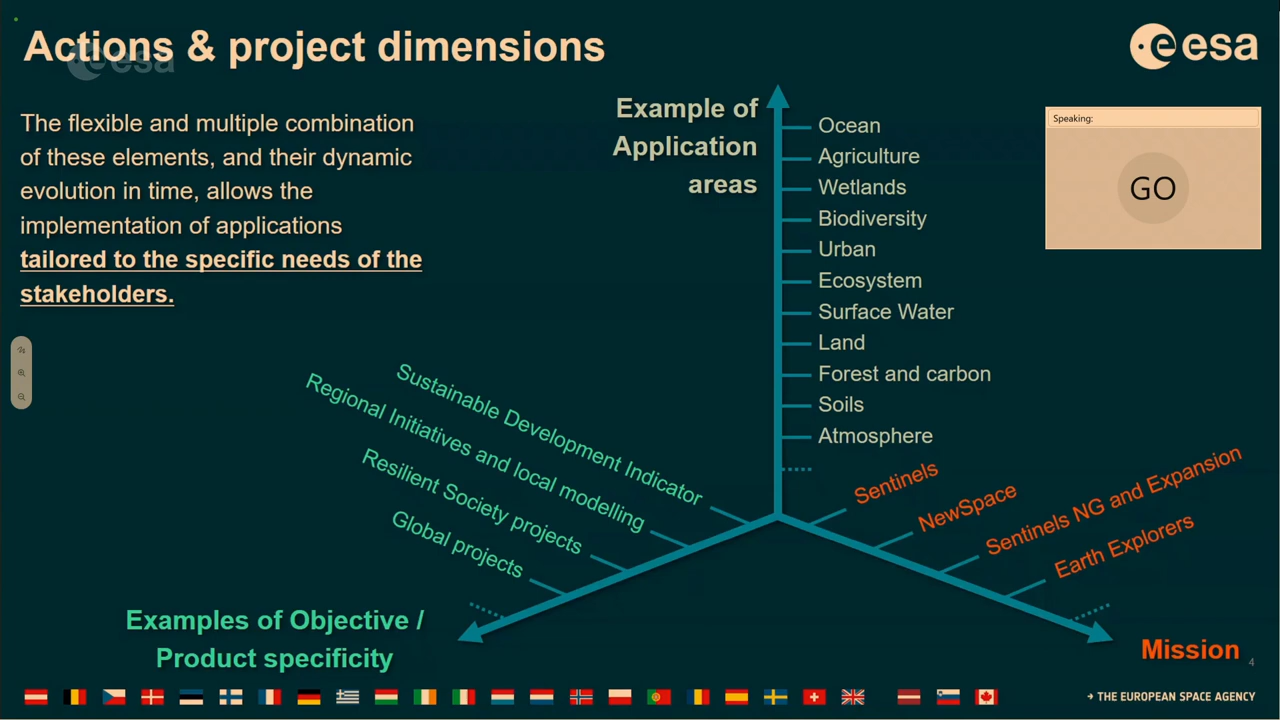 Actions & project dimensions
esa
esa
The flexible and multiple combination
of these elements, and their dynamic
evolution in time, allows the
implementation of applications
tailored to the specific needs of the
stakeholders.
Example of
Application
areas
Ocean
Agriculture
Wetlands
Biodiversity
Urban
Ecosystem
Surface Water
Land
Forest and carbon
Soils
Atmosphere
Speaking:
GO
Sustainable Development Indicator
Regional Initiatives and local modelling
Resilient Society projects
Global projects
Sentinels
NewSpace
Sentinels NG and Expansion
Earth Explorers
Examples of Objective /
Product specificity
Mission
4
→ THE EUROPEAN SPACE AGENCY